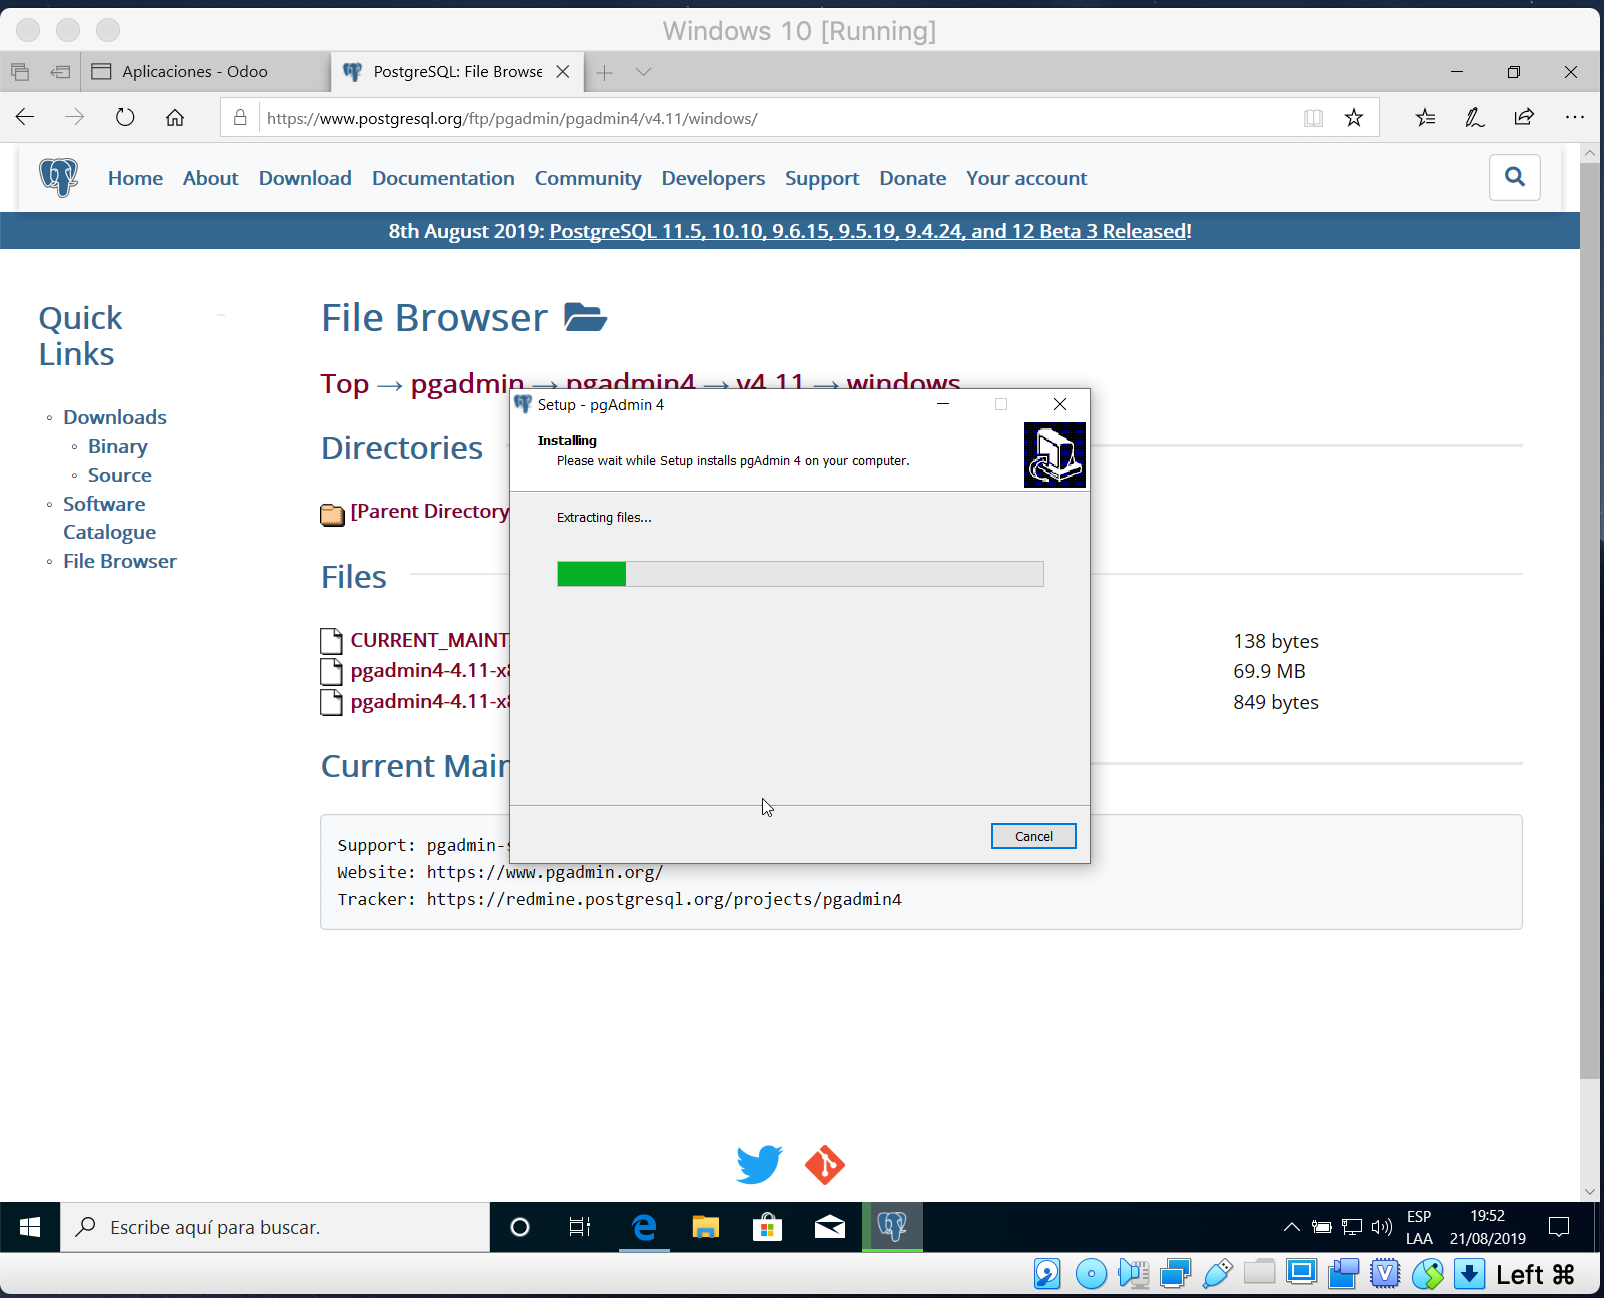 Windows 10 [Running]
Aplicaciones - Odoo
PostgreSQL: File Browse
https://www.postgresql.org/ftp/pgadmin/pgadmin4/v4.11/windows/
Home About Download Documentation Community Developers Support Donate Your account
8th August 2019: PostgreSQL 11.5, 10.10, 9.6.15, 9.5.19, 9.4.24, and 12 Beta 3 Released!
Quick
Links
Downloads
Binary
Source
Software
Catalogue
File Browser
File Browser
Top → pgadmin → pgadmin4 → v4.11 → windows
Directories
[Parent Directory
Files
CURRENT_MAINT
138 bytes
pgadmin4-4.11-x8
69.9 MB
pgadmin4-4.11-x8
849 bytes
Current Main
Support: pgadmin-s
Website: https://www.pgadmin.org/
Tracker: https://redmine.postgresql.org/projects/pgadmin4
Setup - pgAdmin 4
Installing
Please wait while Setup installs pgAdmin 4 on your computer.
Extracting files...
Cancel
Escribe aquí para buscar.
ESP
LAA
19:52
21/08/2019
Left ⌘